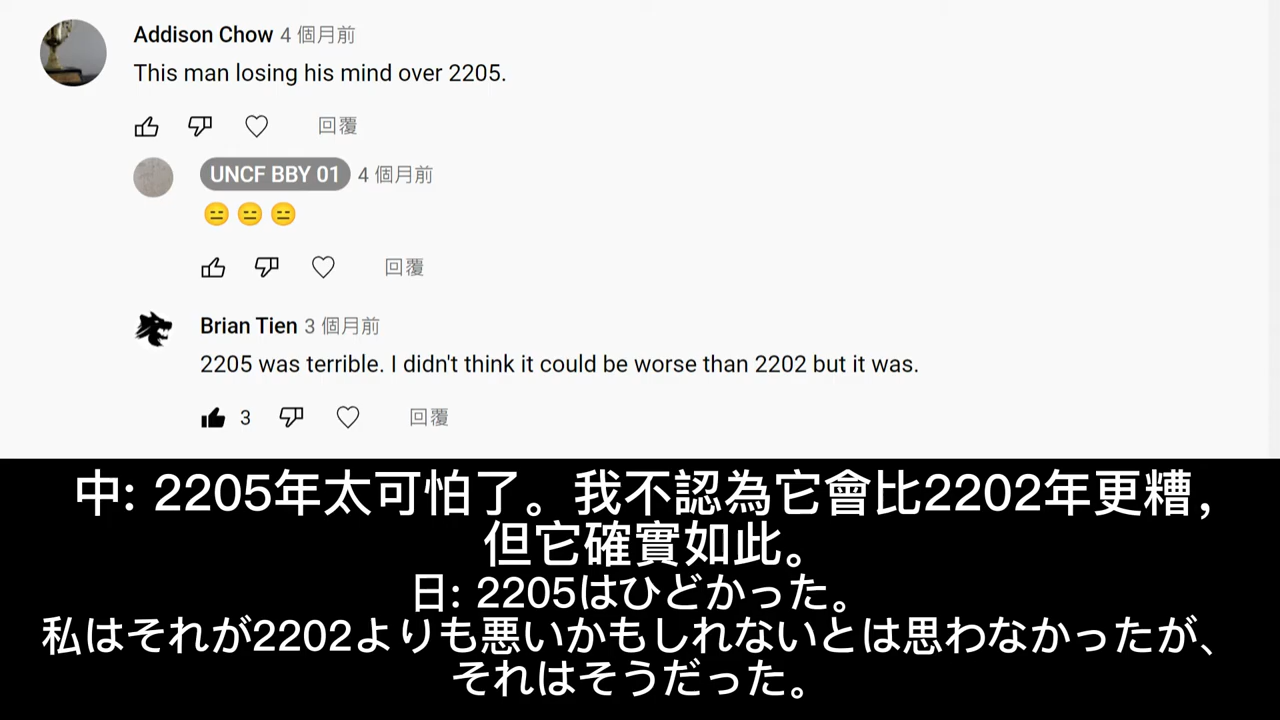 Addison Chow 4 個月前
This man losing his mind over 2205.
回覆
UNCF BBY 01 4 個月前
😑 😑 😑
回覆
Brian Tien 3 個月前
2205 was terrible. I didn't think it could be worse than 2202 but it was.
3 回覆
中: 2205年太可怕了。我不認為它會比2202年更糟,
但它確實如此。
日: 2205はひどかった。
私はそれが2202よりも悪いかもしれないとは思わなかったが、
それはそうだった。